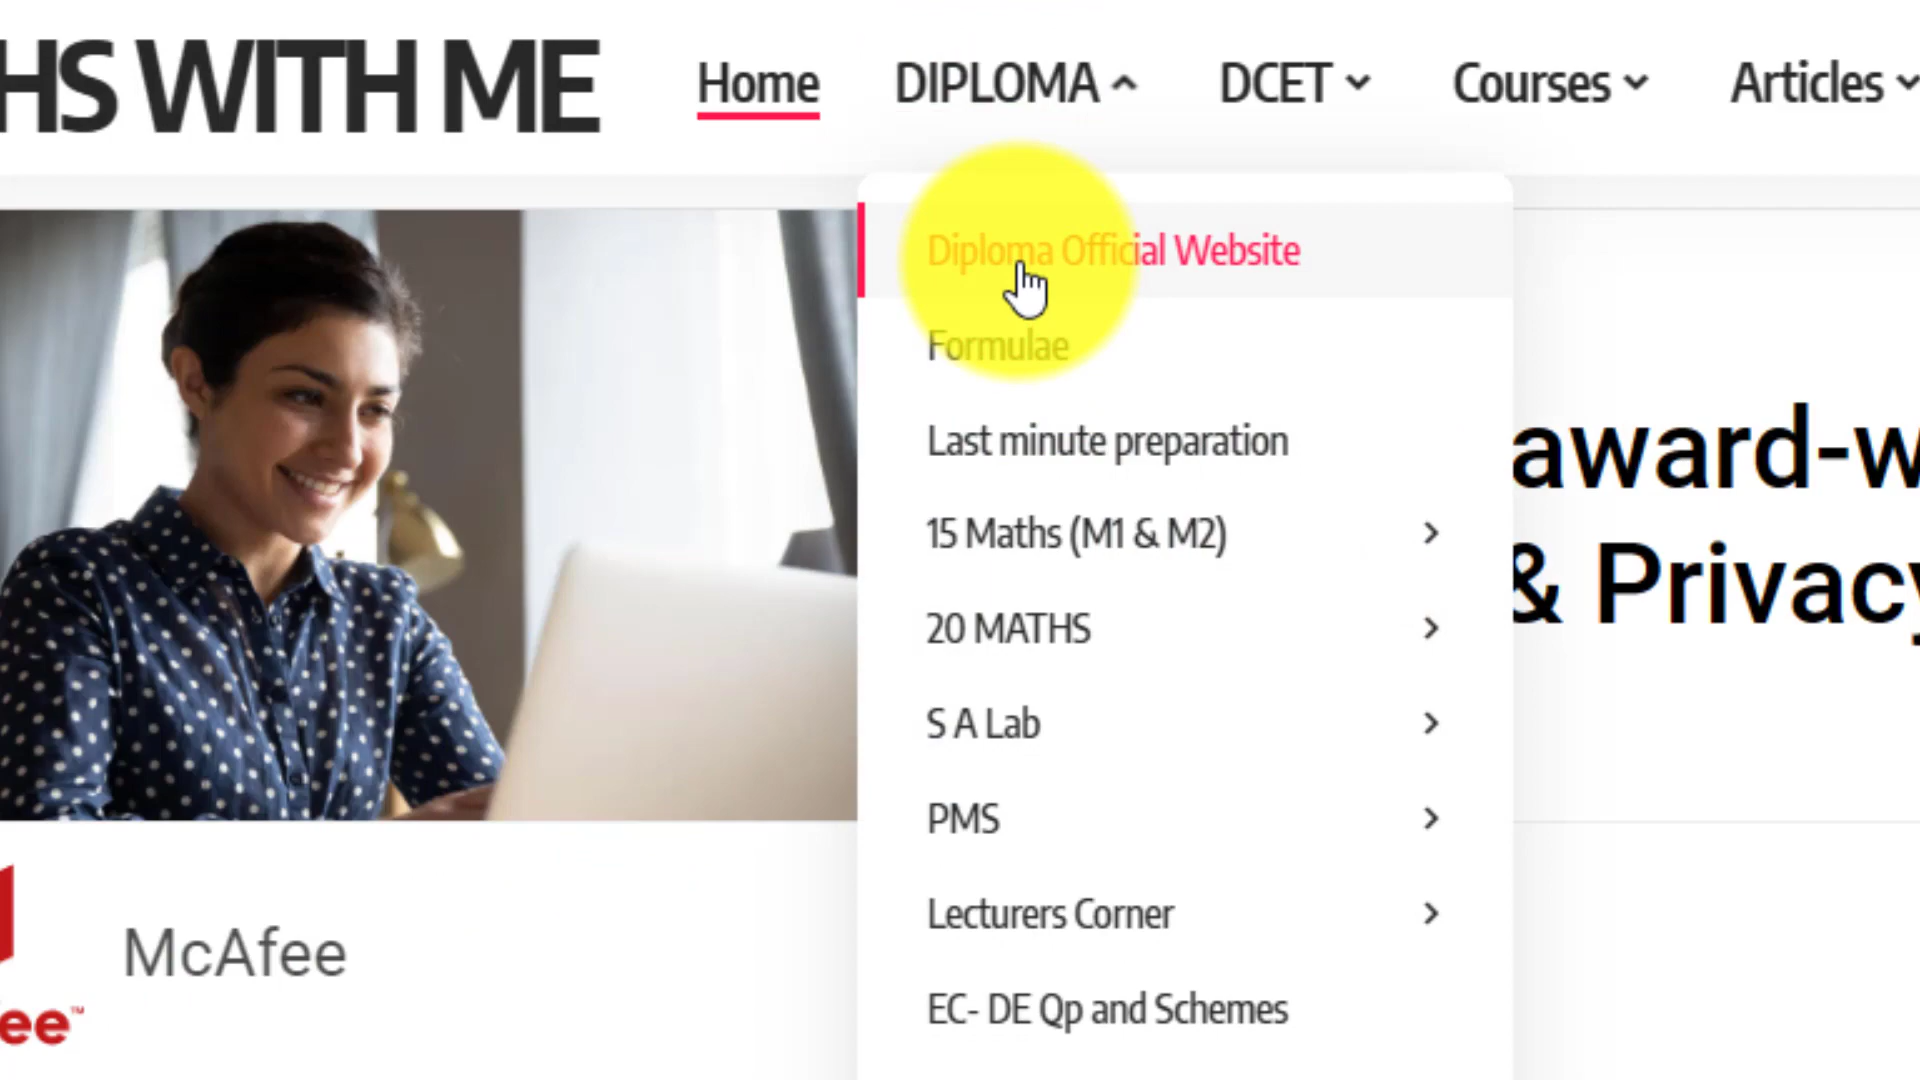 HS WITH ME
Home DIPLOMA DCET Courses Articles
Diploma Official Website
Formulae
Last minute preparation
15 Maths (M1 & M2)
20 MATHS
S A Lab
PMS
Lecturers Corner
EC- DE Qp and Schemes
award-w
& Privacy
McAfee
ee™